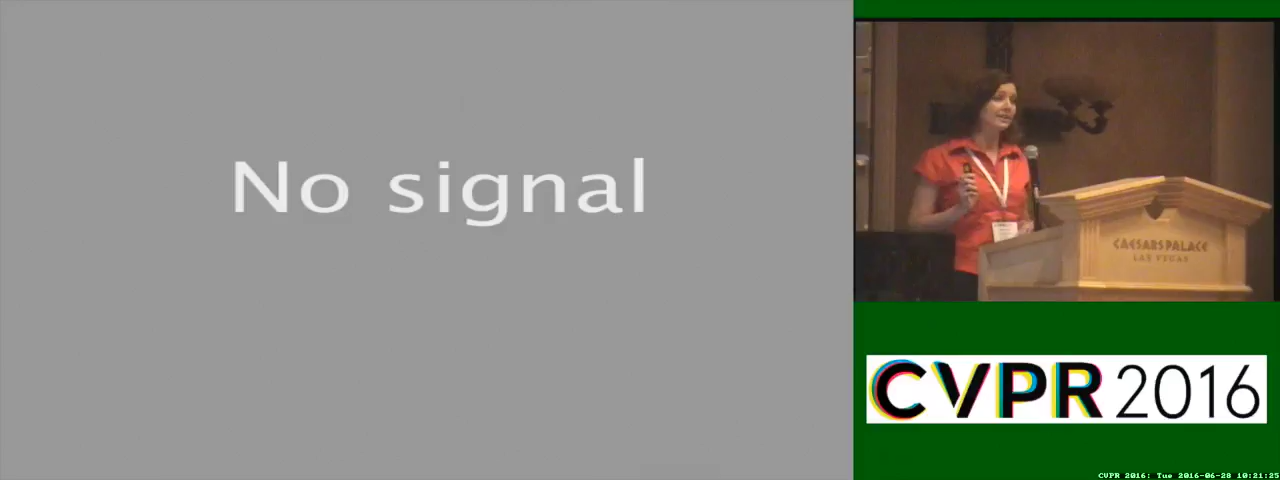 No signal
CAESARS PALACE
LAS VEGAS
CVPR 2016
CVPR 2016: Tue 2016-06-28 10:21:25